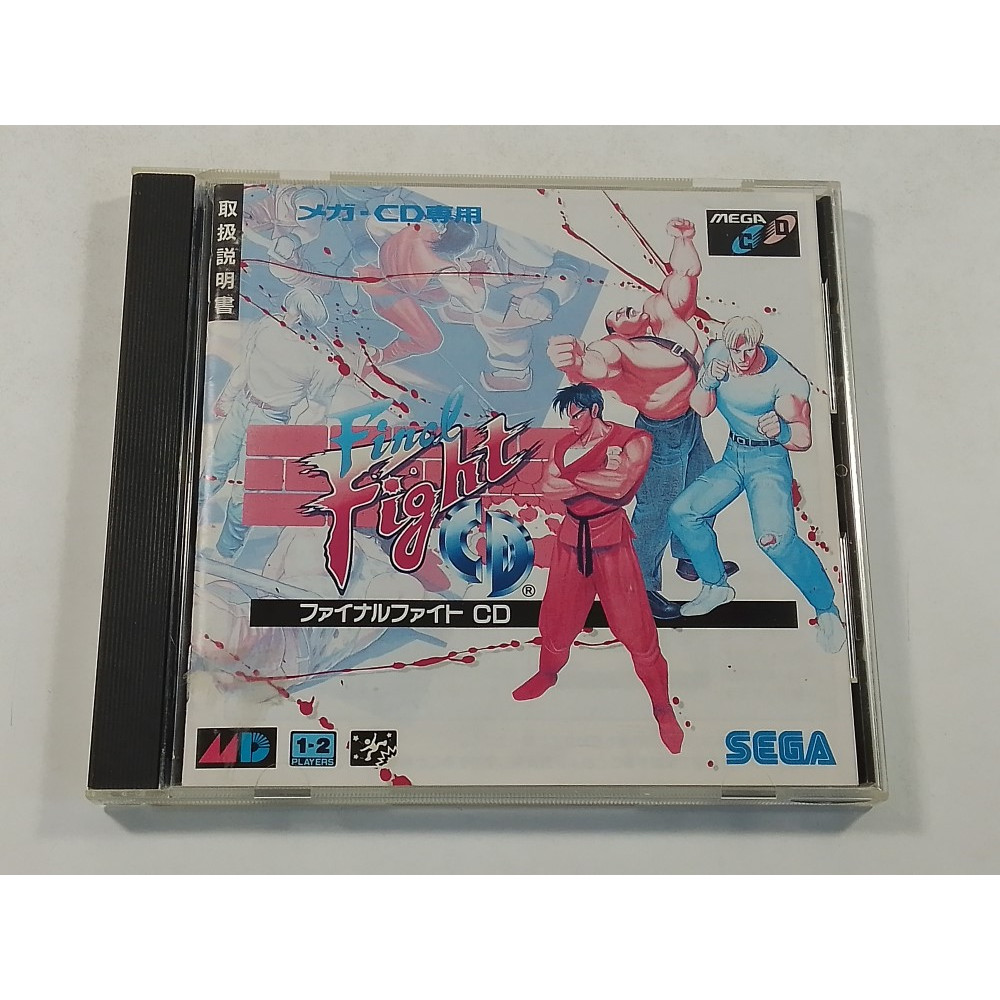 取扱説明書
メガ-CD専用
MEGA
CD
Final
Fight
CD
®
ファイナルファイト CD
MD
1-2
PLAYERS
SEGA